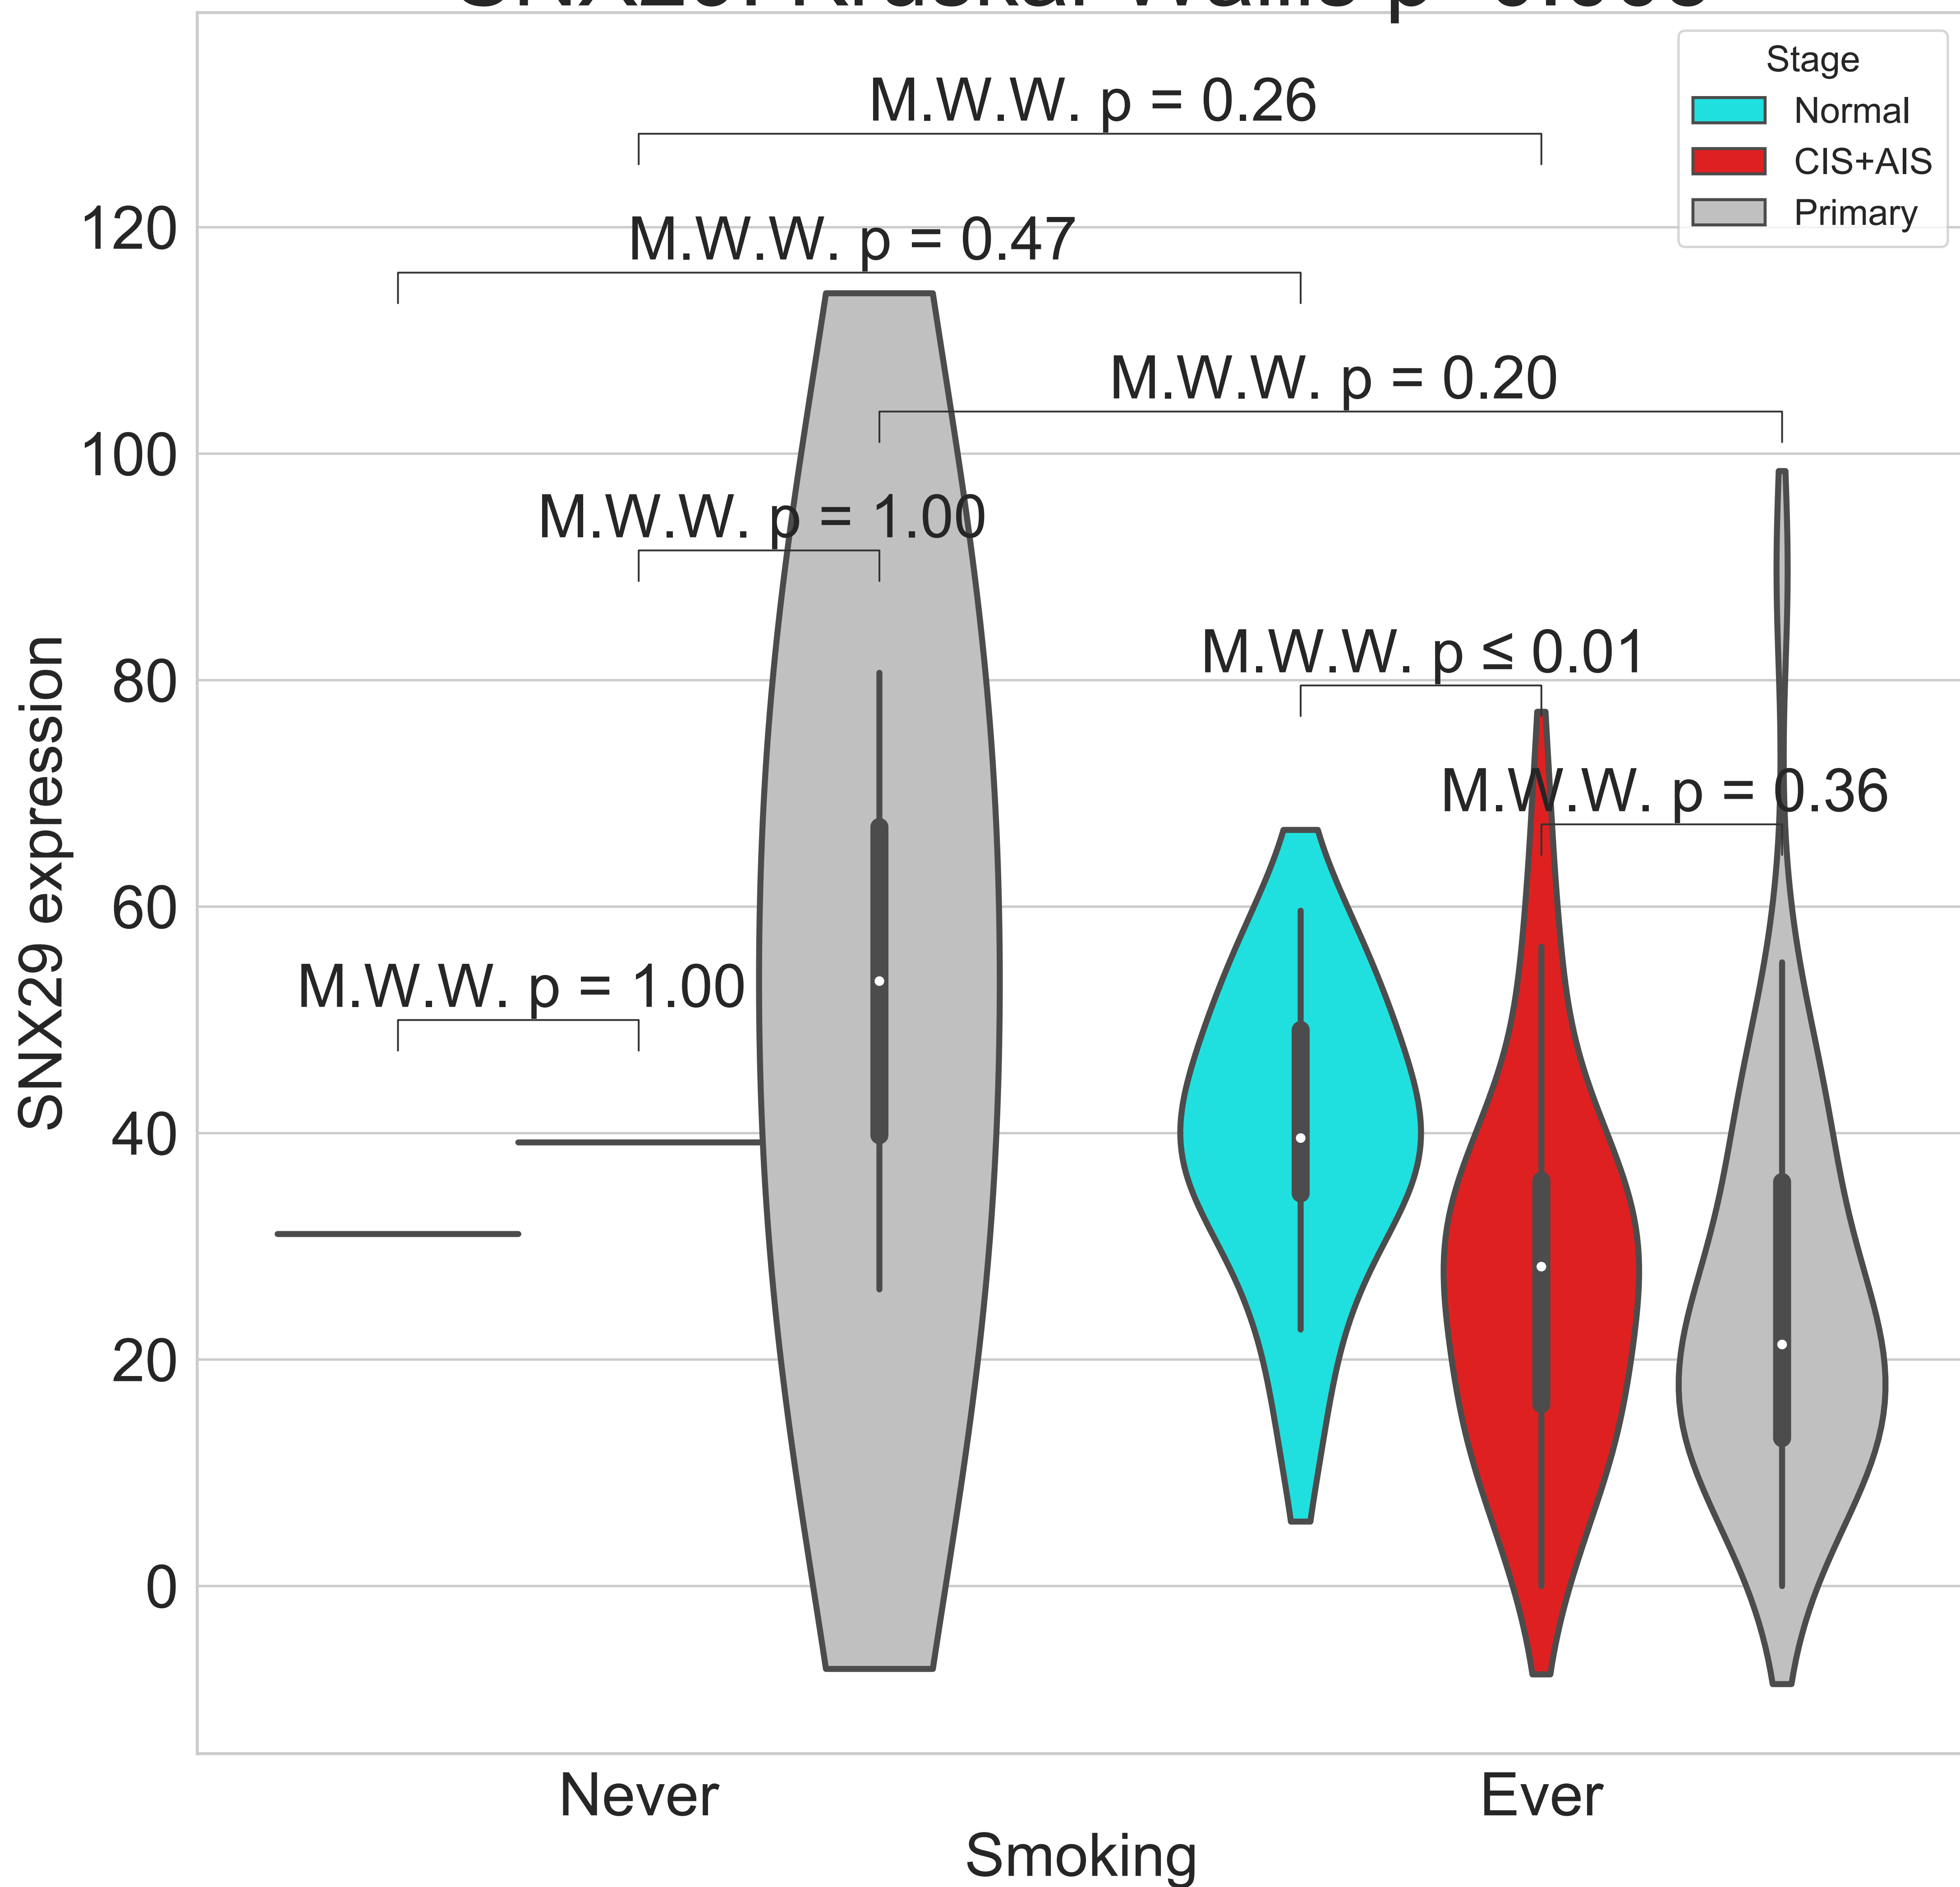 Stage
Normal
CIS+AIS
Primary
M.W.W. p = 0.26
M.W.W. p = 0.47
M.W.W. p = 0.20
M.W.W. p = 1.00
M.W.W. p ≤ 0.01
M.W.W. p = 0.36
M.W.W. p = 1.00
120
100
80
60
40
20
0
SNX29 expression
Never
Ever
Smoking